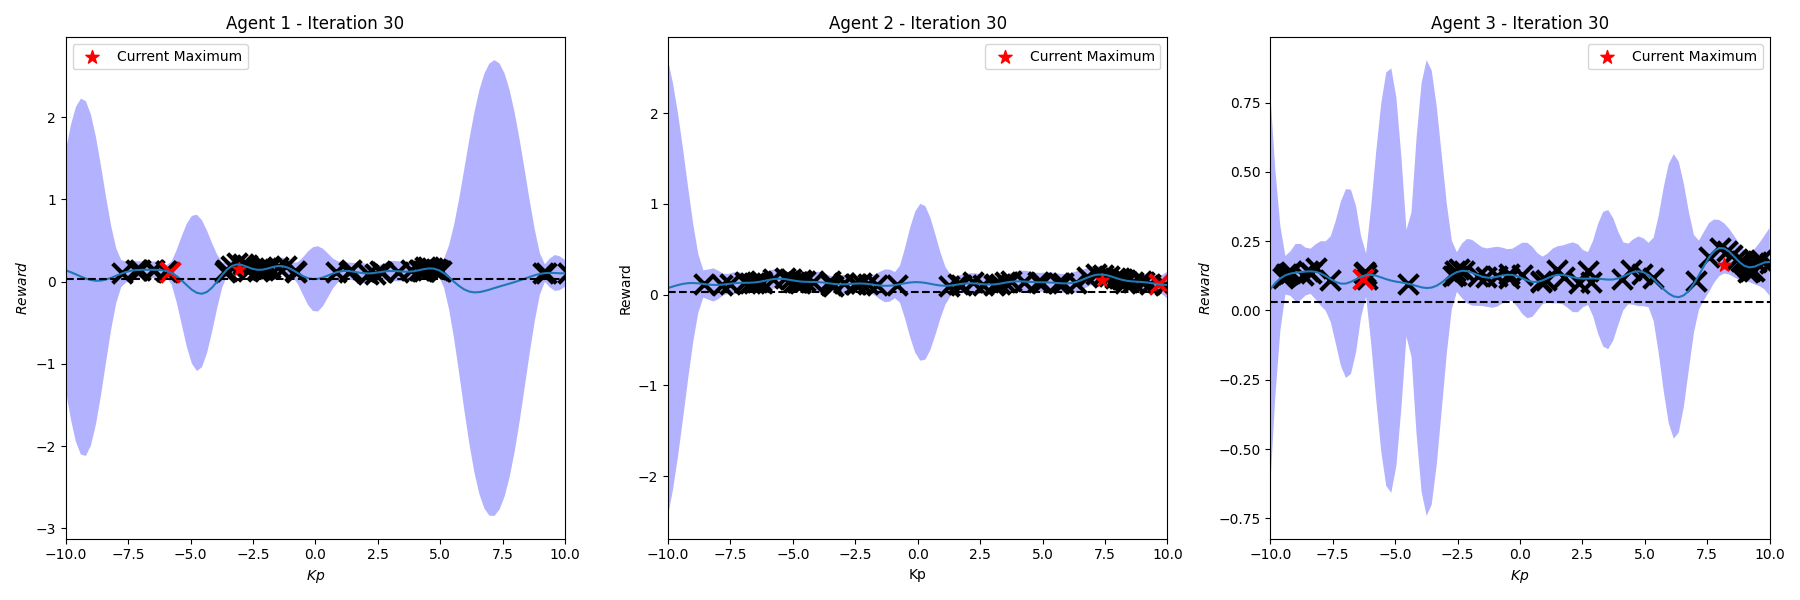 Agent 1 - Iteration 30
Current Maximum
Reward
2
1
0
−1
−2
−3
−10.0 −7.5 −5.0 −2.5 0.0 2.5 5.0 7.5 10.0
Kp
Agent 2 - Iteration 30
Current Maximum
Reward
2
1
0
−1
−2
−10.0 −7.5 −5.0 −2.5 0.0 2.5 5.0 7.5 10.0
Kp
Agent 3 - Iteration 30
Current Maximum
Reward
0.75
0.50
0.25
0.00
−0.25
−0.50
−0.75
−10.0 −7.5 −5.0 −2.5 0.0 2.5 5.0 7.5 10.0
Kp